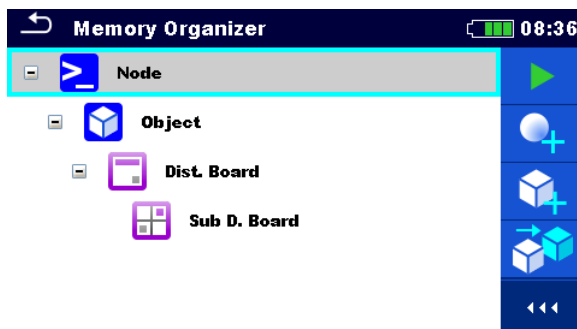 Memory Organizer 08:36
Node
Object
Dist. Board
Sub D. Board